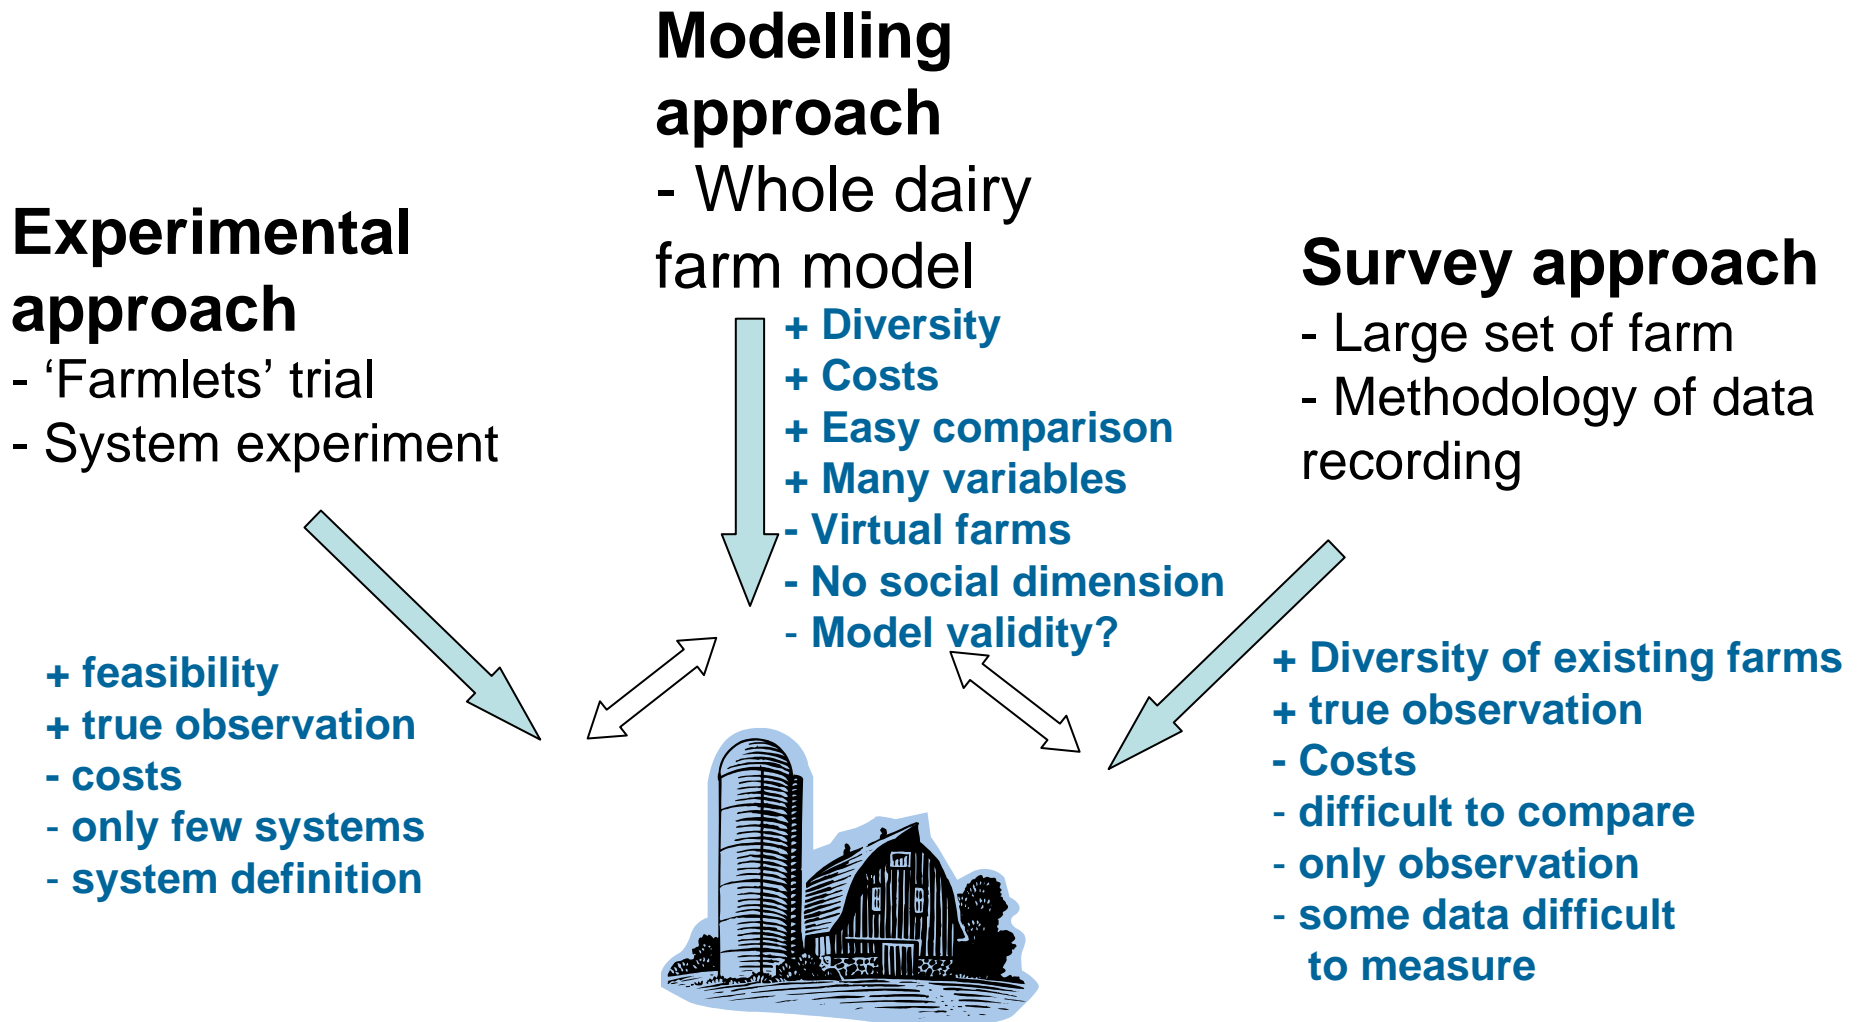 Modelling
approach
- Whole dairy
farm model
+ Diversity
+ Costs
+ Easy comparison
+ Many variables
- Virtual farms
- No social dimension
- Model validity?
Experimental
approach
- ‘Farmlets’ trial
- System experiment
+ feasibility
+ true observation
- costs
- only few systems
- system definition
Survey approach
- Large set of farm
- Methodology of data
recording
+ Diversity of existing farms
+ true observation
- Costs
- difficult to compare
- only observation
- some data difficult
to measure